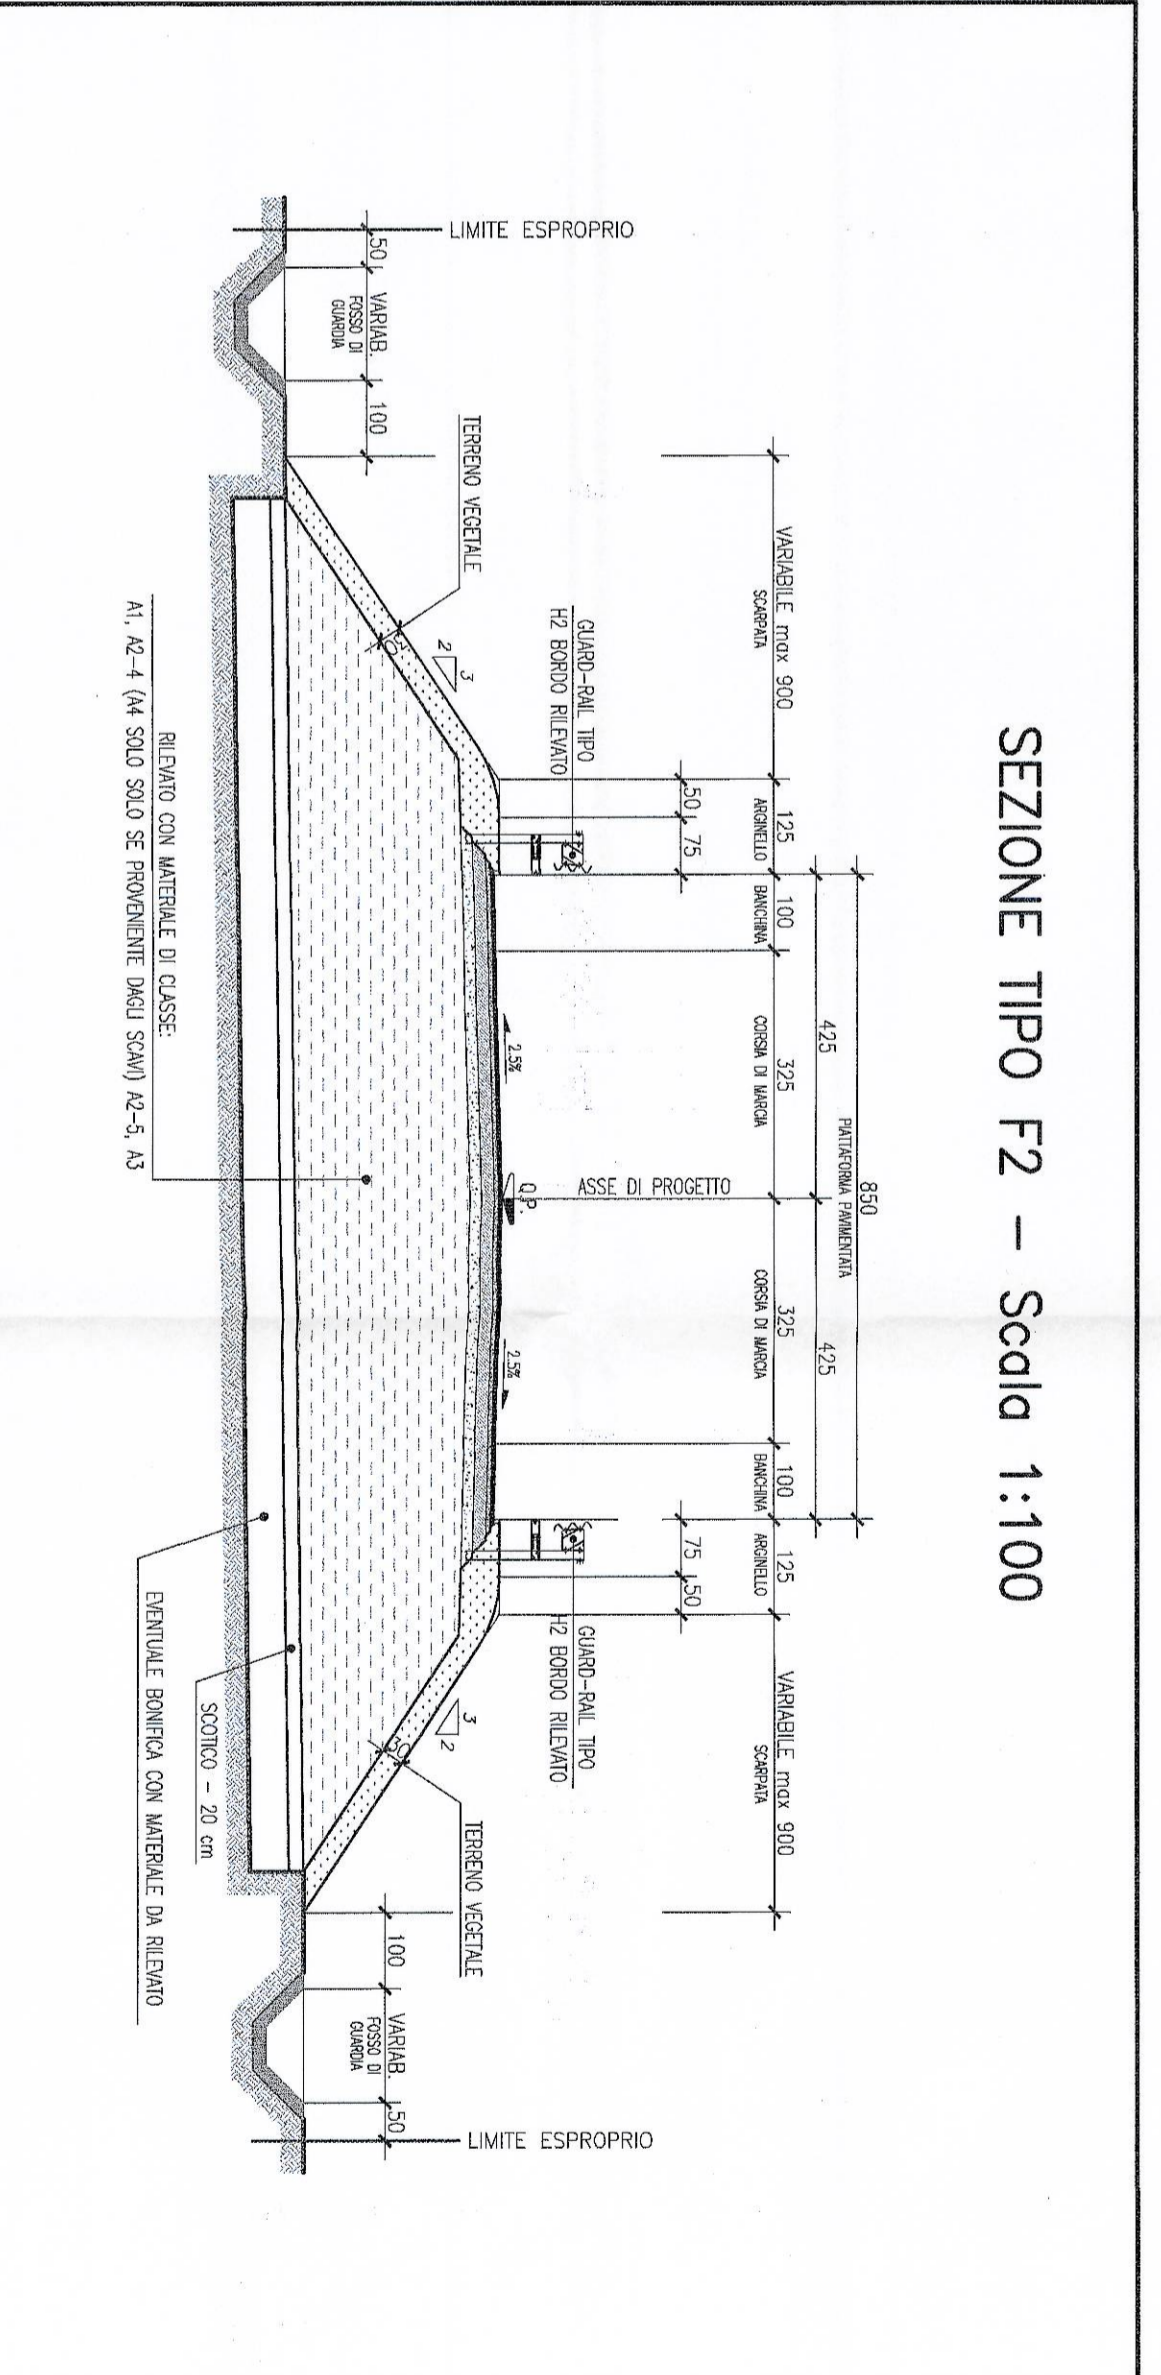 SEZIONE TIPO F2 - Scala 1:100
850
PIATTAFORMA PAVIMENTATA
425
425
VARIABILE max 900
125
100
325
325
100
125
VARIABILE max 900
SCARPATA
ARGINELLO
BANCHINA
CORSIA DI MARCIA
CORSIA DI MARCIA
BANCHINA
ARGINELLO
SCARPATA
50
75
75
50
ASSE DI PROGETTO
GUARD-RAIL TIPO
H2 BORDO RILEVATO
GUARD-RAIL TIPO
H2 BORDO RILEVATO
2.5%
Q.P.
2.5%
3
2
3
2
TERRENO VEGETALE
TERRENO VEGETALE
30
LIMITE ESPROPRIO
LIMITE ESPROPRIO
50
VARIAB.
100
FOSSO DI
GUARDIA
100
VARIAB.
50
FOSSO DI
GUARDIA
SCOTICO - 20 cm
RILEVATO CON MATERIALE DI CLASSE:
A1, A2-4 (A4 SOLO SOLO SE PROVENIENTE DAGLI SCAVI) A2-5, A3
EVENTUALE BONIFICA CON MATERIALE DA RILEVATO